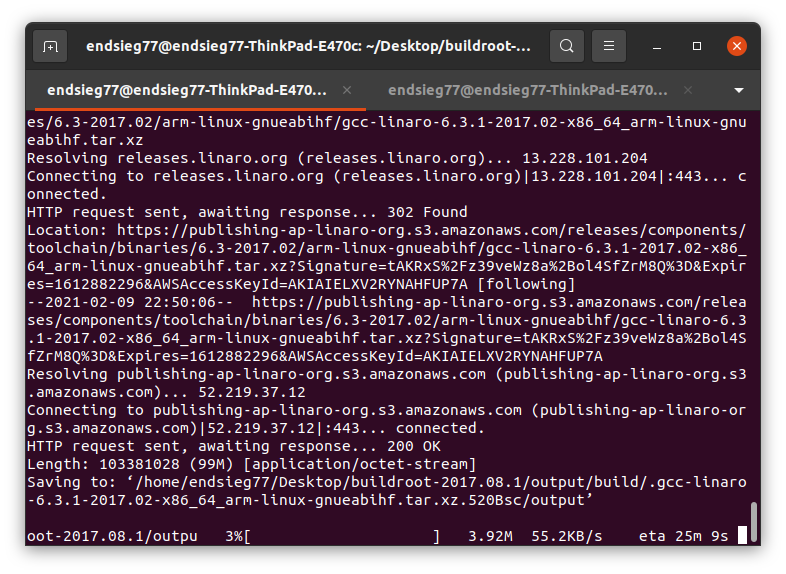 endsieg77@endsieg77-ThinkPad-E470c: ~/Desktop/buildroot-...
endsieg77@endsieg77-ThinkPad-E470...
endsieg77@endsieg77-ThinkPad-E470...
es/6.3-2017.02/arm-linux-gnueabihf/gcc-linaro-6.3.1-2017.02-x86_64_arm-linux-gnu
eabihf.tar.xz
Resolving releases.linaro.org (releases.linaro.org)... 13.228.101.204
Connecting to releases.linaro.org (releases.linaro.org)|13.228.101.204|:443... c
onnected.
HTTP request sent, awaiting response... 302 Found
Location: https://publishing-ap-linaro-org.s3.amazonaws.com/releases/components/
toolchain/binaries/6.3-2017.02/arm-linux-gnueabihf/gcc-linaro-6.3.1-2017.02-x86_
64_arm-linux-gnueabihf.tar.xz?Signature=tAKRxS%2Fz39veWz8a%2Bol4SfZrM8Q%3D&Expir
es=1612882296&AWSAccessKeyId=AKIAIELXV2RYNAHFUP7A [following]
--2021-02-09 22:50:06--  https://publishing-ap-linaro-org.s3.amazonaws.com/relea
ses/components/toolchain/binaries/6.3-2017.02/arm-linux-gnueabihf/gcc-linaro-6.3
.1-2017.02-x86_64_arm-linux-gnueabihf.tar.xz?Signature=tAKRxS%2Fz39veWz8a%2Bol4S
fZrM8Q%3D&Expires=1612882296&AWSAccessKeyId=AKIAIELXV2RYNAHFUP7A
Resolving publishing-ap-linaro-org.s3.amazonaws.com (publishing-ap-linaro-org.s3
.amazonaws.com)... 52.219.37.12
Connecting to publishing-ap-linaro-org.s3.amazonaws.com (publishing-ap-linaro-or
g.s3.amazonaws.com)|52.219.37.12|:443... connected.
HTTP request sent, awaiting response... 200 OK
Length: 103381028 (99M) [application/octet-stream]
Saving to: ‘/home/endsieg77/Desktop/buildroot-2017.08.1/output/build/.gcc-linaro
-6.3.1-2017.02-x86_64_arm-linux-gnueabihf.tar.xz.520Bsc/output’
oot-2017.08.1/outpu   3%[                    ]   3.92M  55.2KB/s    eta 25m 9s